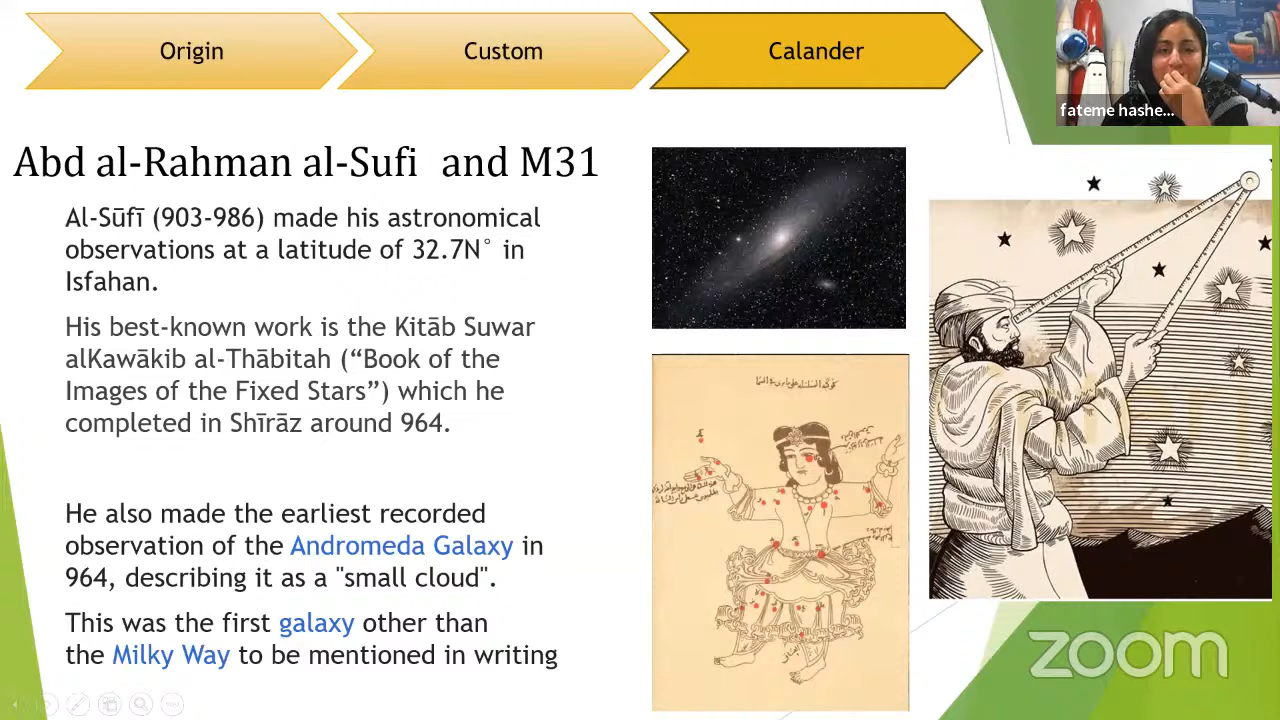 Origin
Custom
Calander
fateme hashe...
Abd al-Rahman al-Sufi and M31
Al-Sūfī (903-986) made his astronomical
observations at a latitude of 32.7N° in
Isfahan.
His best-known work is the Kitāb Suwar
alKawākib al-Thābitah (“Book of the
Images of the Fixed Stars”) which he
completed in Shīrāz around 964.
He also made the earliest recorded
observation of the Andromeda Galaxy in
964, describing it as a "small cloud".
This was the first galaxy other than
the Milky Way to be mentioned in writing
zoom